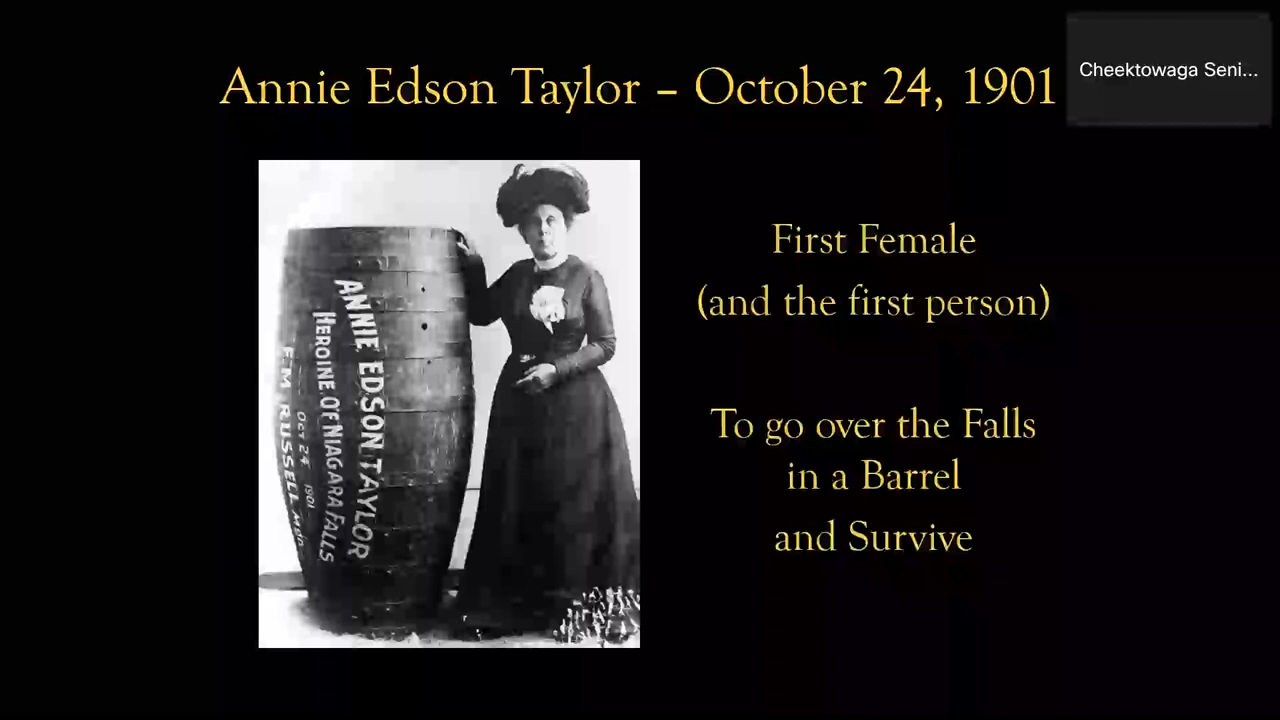 Annie Edson Taylor – October 24, 1901
Cheektowaga Seni...
ANNIE EDSON TAYLOR
HEROINE OF NIAGARA FALLS
OCT 24 1901
F.M. RUSSELL, MGR
First Female
(and the first person)
To go over the Falls
in a Barrel
and Survive